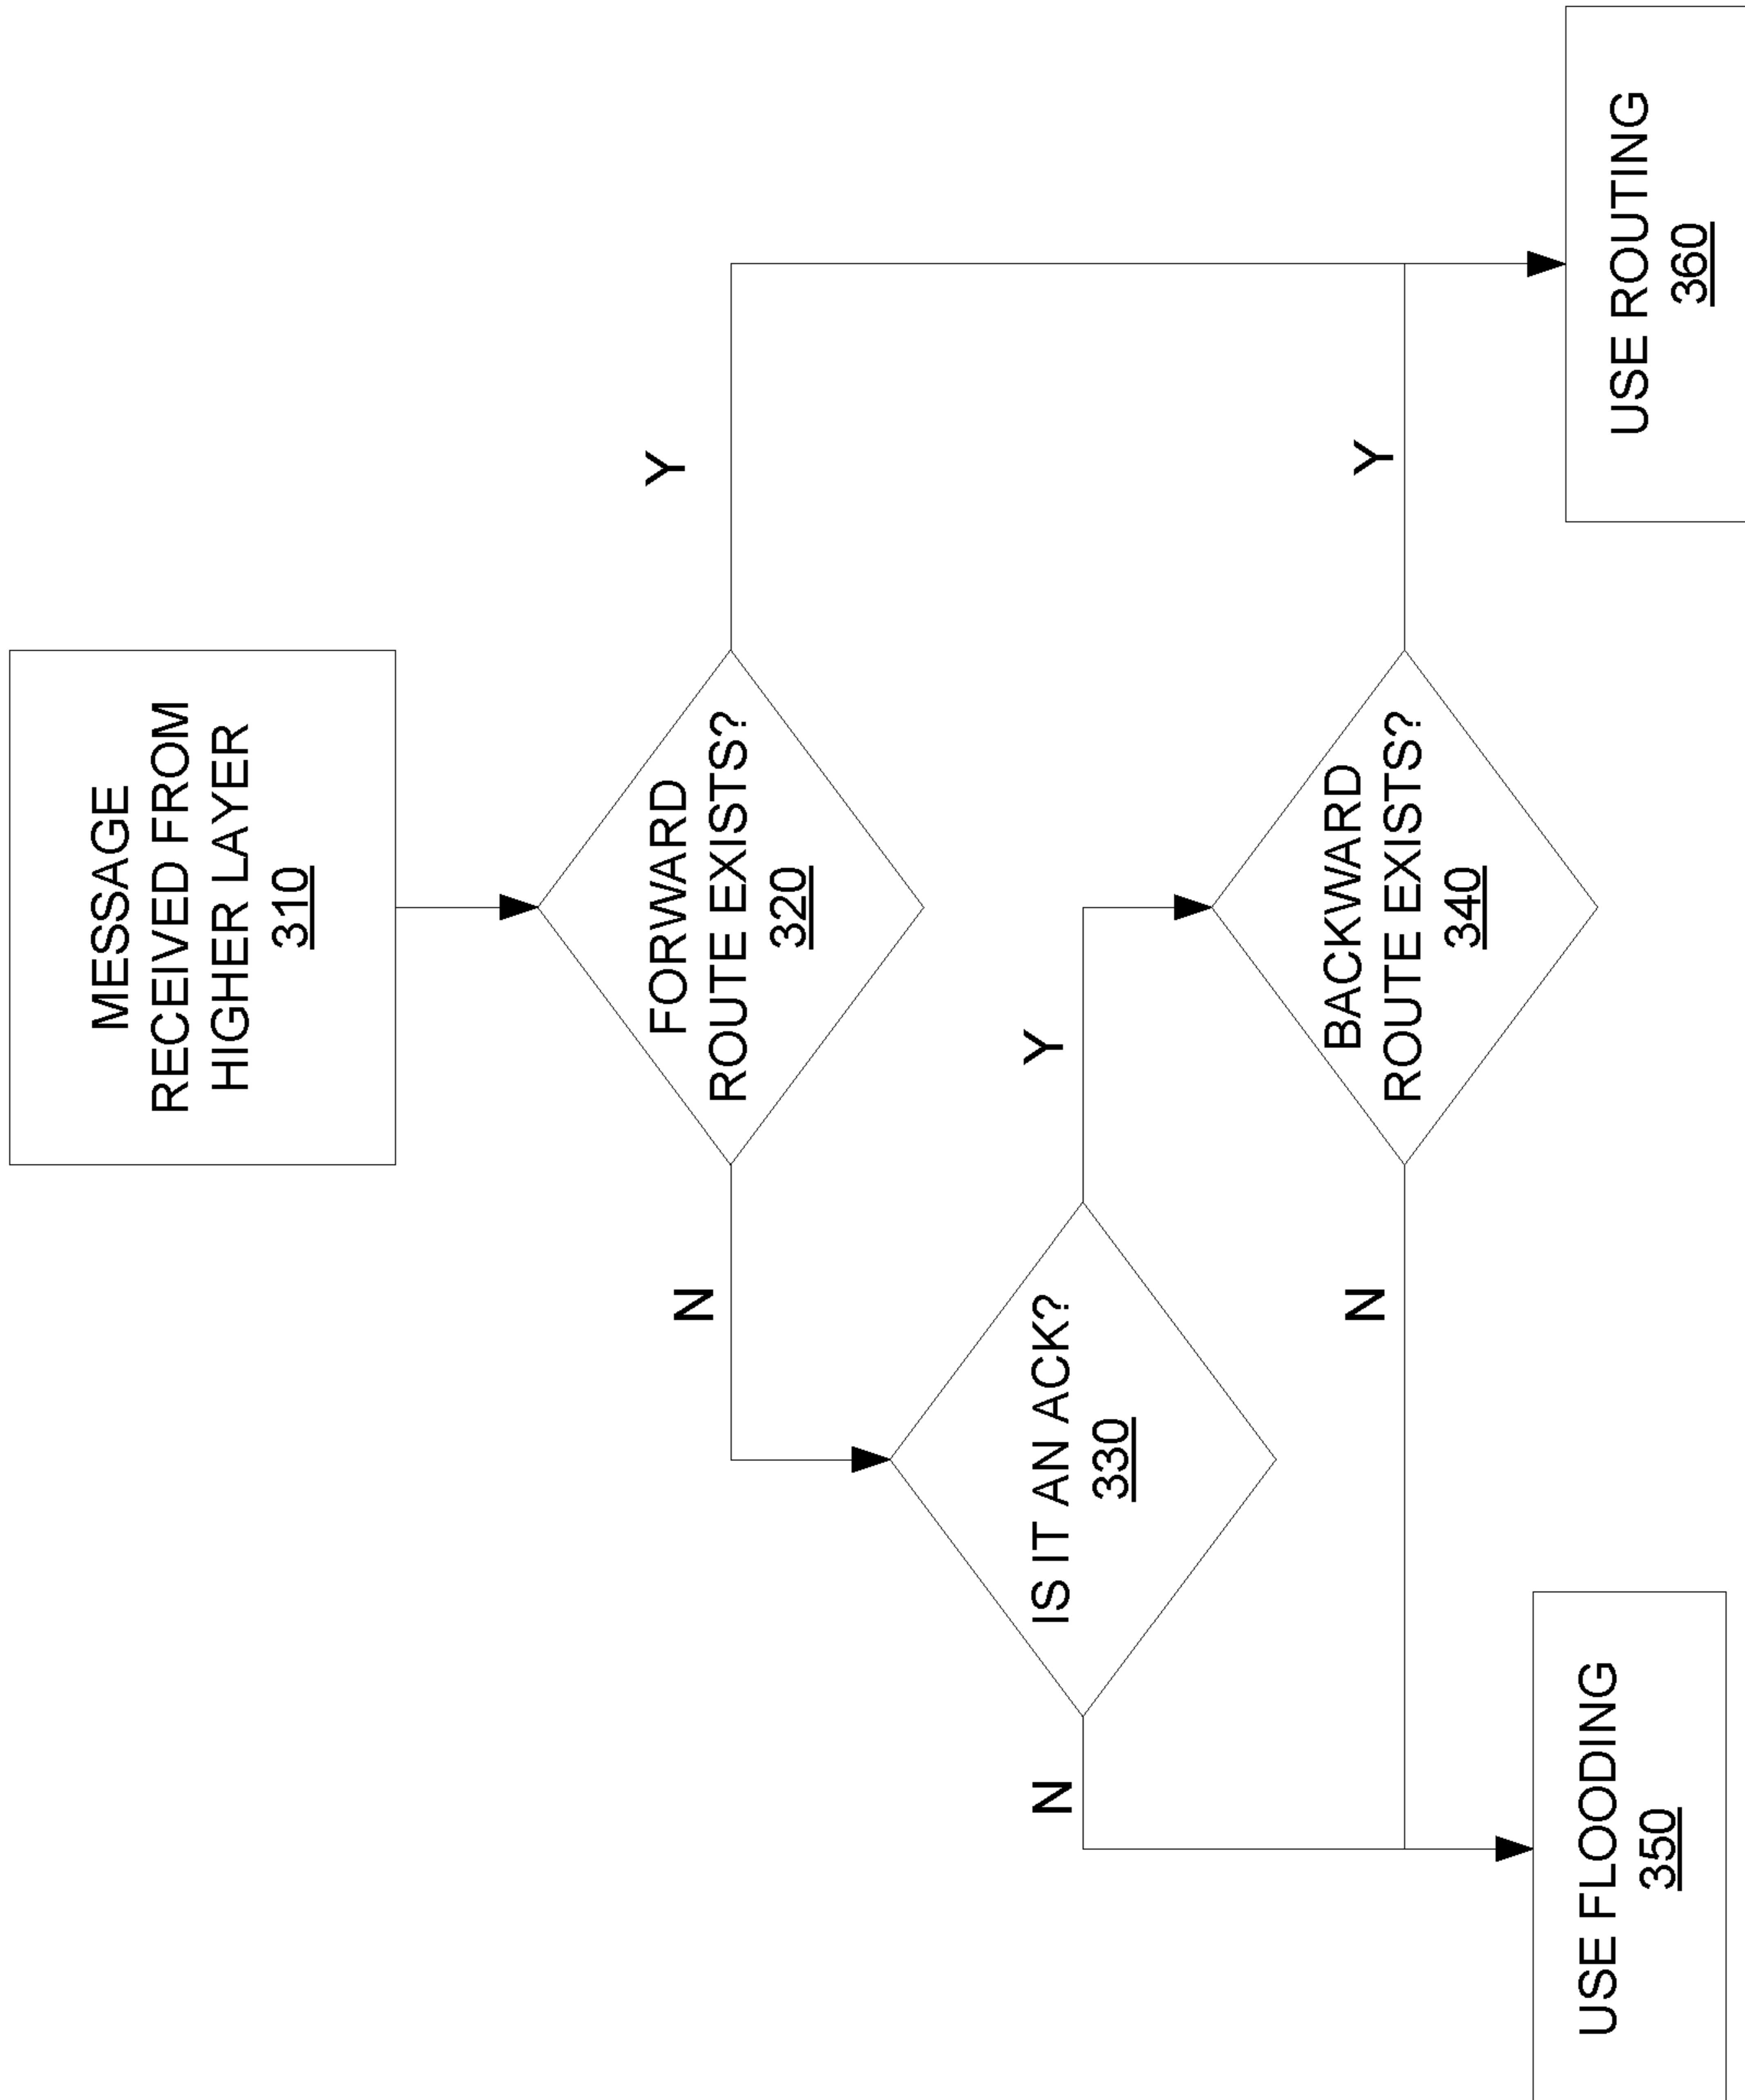 MESSAGE
RECEIVED FROM
HIGHER LAYER
310
FORWARD
ROUTE EXISTS?
320
Y
N
IS IT AN ACK?
330
Y
N
BACKWARD
ROUTE EXISTS?
340
Y
N
USE FLOODING
350
USE ROUTING
360